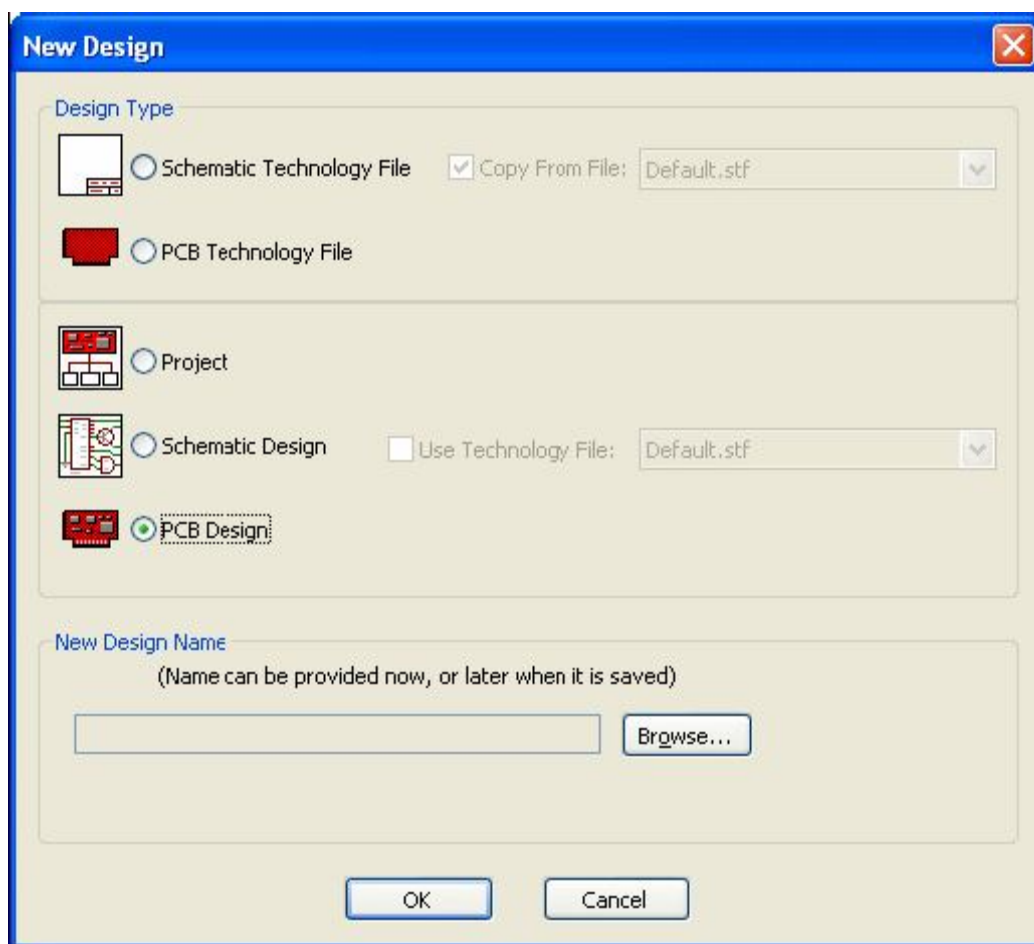 New Design
Design Type
Schematic Technology File Copy From File: Default.stf
PCB Technology File
Project
Schematic Design Use Technology File: Default.stf
PCB Design
New Design Name
(Name can be provided now, or later when it is saved)
Browse...
OK Cancel